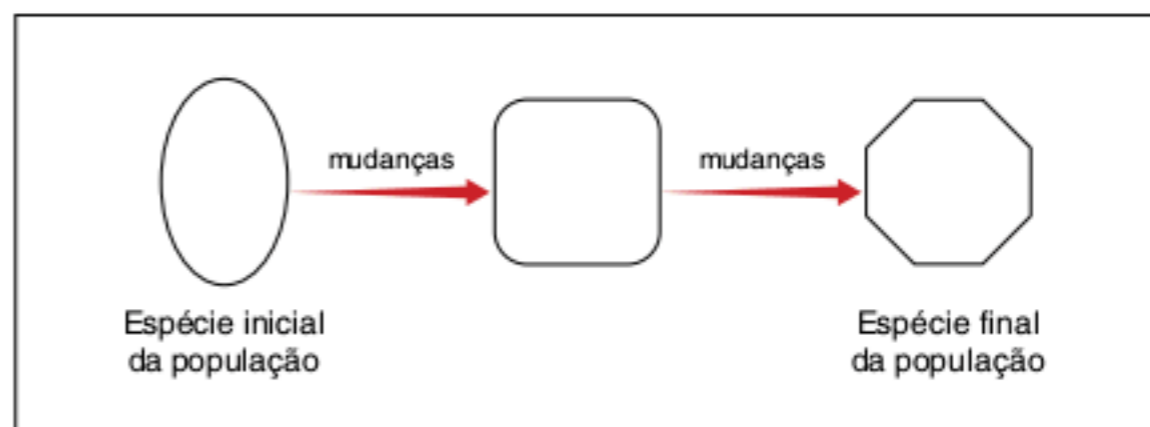 mudanças
mudanças
Espécie inicial
da população
Espécie final
da população